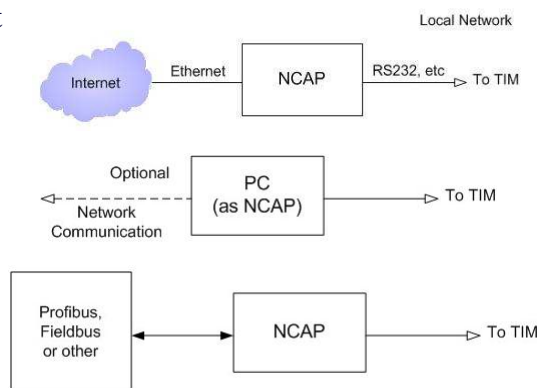 t
Local Network
Internet
Ethernet
NCAP
RS232, etc
To TIM
Optional
Network
Communication
PC
(as NCAP)
To TIM
Profibus,
Fieldbus
or other
NCAP
To TIM